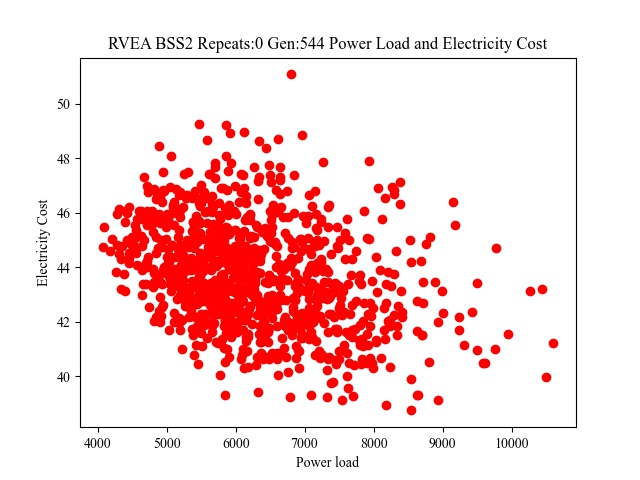 RVEA BSS2 Repeats:0 Gen:544 Power Load and Electricity Cost
Electricity Cost
50
48
46
44
42
40
4000 5000 6000 7000 8000 9000 10000
Power load